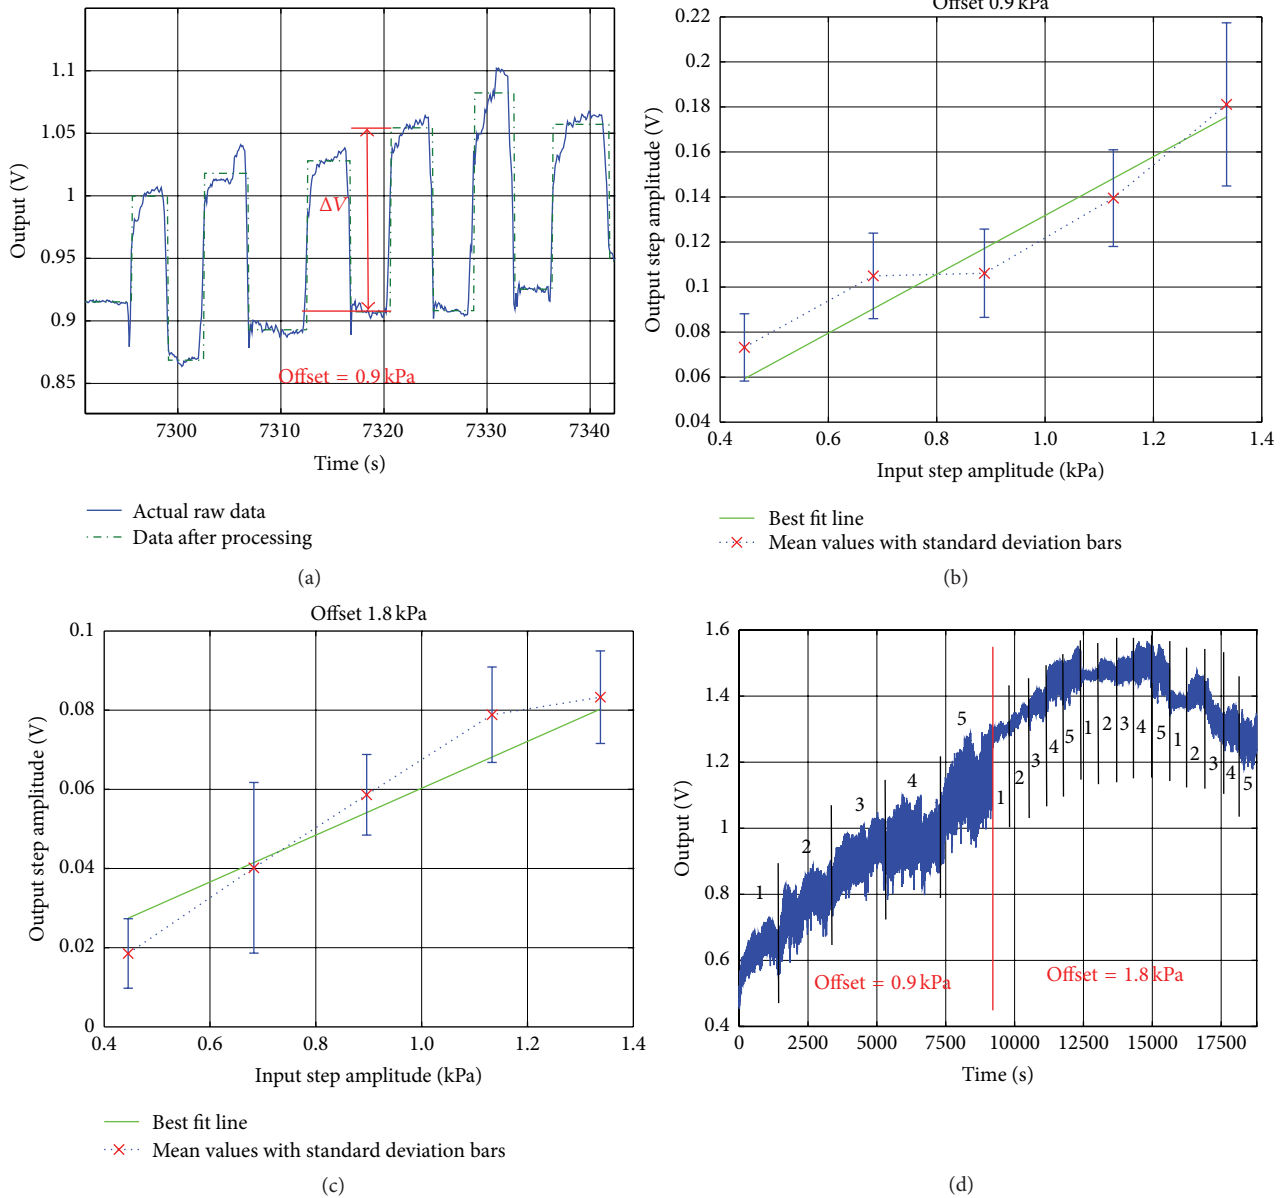 1.1
1.05
1
0.95
0.9
0.85
Output (V)
ΔV
Offset = 0.9 kPa
7300 7310 7320 7330 7340
Time (s)
Actual raw data
Data after processing
(a)
Offset 0.9 kPa
0.22
0.2
0.18
0.16
0.14
0.12
0.1
0.08
0.06
0.04
Output step amplitude (V)
0.4 0.6 0.8 1.0 1.2 1.4
Input step amplitude (kPa)
Best fit line
Mean values with standard deviation bars
(b)
Offset 1.8 kPa
0.1
0.08
0.06
0.04
0.02
0
Output step amplitude (V)
0.4 0.6 0.8 1.0 1.2 1.4
Input step amplitude (kPa)
Best fit line
Mean values with standard deviation bars
(c)
1.6
1.4
1.2
1
0.8
0.6
0.4
Output (V)
1 2 3 4 5
1 2 3 4 5 1 2 3 4 5 1 2 3 4 5
Offset = 0.9 kPa
Offset = 1.8 kPa
0 2500 5000 7500 10000 12500 15000 17500
Time (s)
(d)